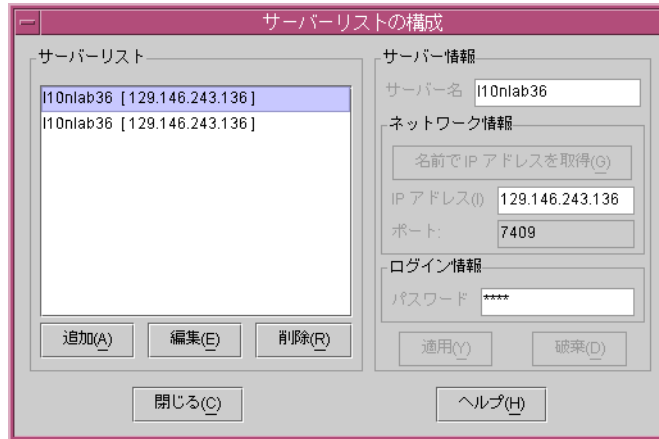 サーバーリストの構成
サーバーリスト
l10nlab36 [129.146.243.136]
l10nlab36 [129.146.243.136]
追加(A)
編集(E)
削除(R)
サーバー情報
サーバー名 l10nlab36
ネットワーク情報
名前で IP アドレスを取得(G)
IP アドレス(I) 129.146.243.136
ポート: 7409
ログイン情報
パスワード ****
適用(Y)
破棄(D)
閉じる(C)
ヘルプ(H)